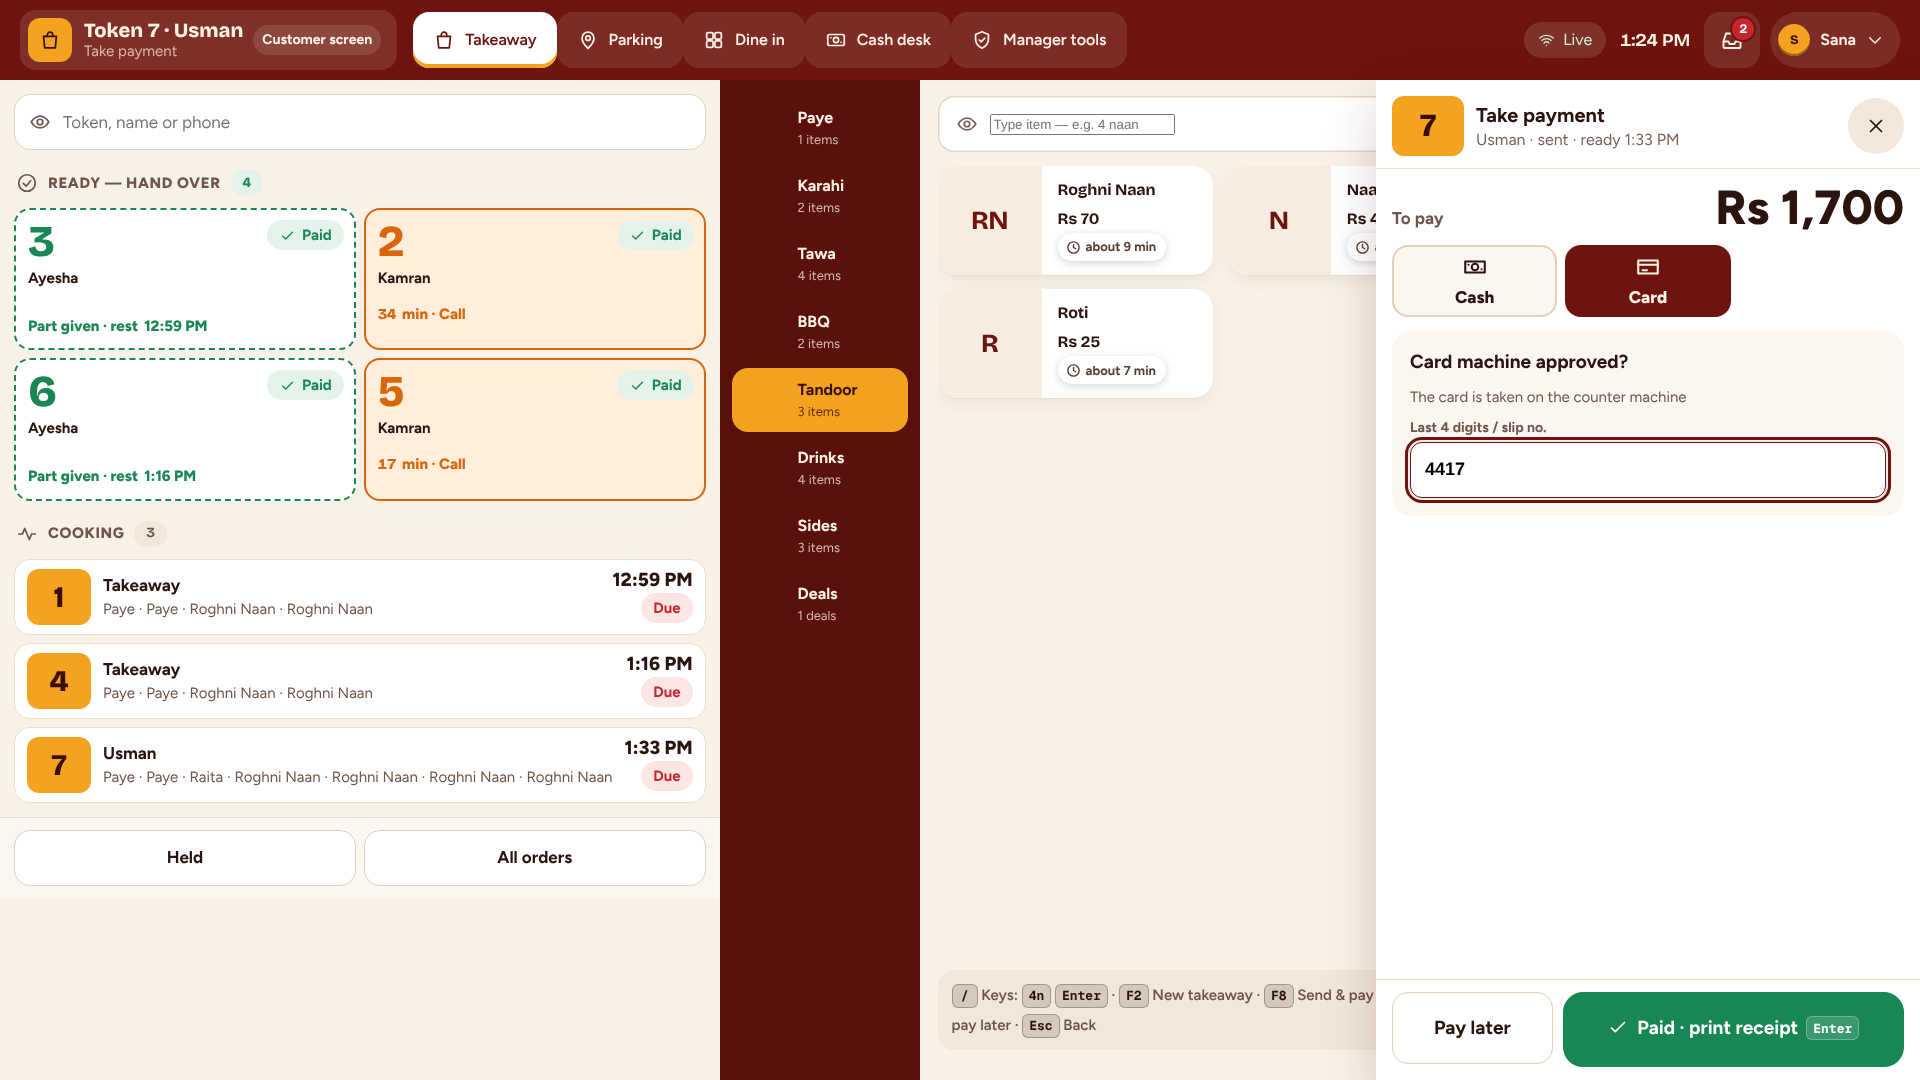 Token 7 · Usman
Take payment
Customer screen
Takeaway
Parking
Dine in
Cash desk
Manager tools
Live
1:24 PM
2
S
Sana
Token, name or phone
READY — HAND OVER 4
3
Paid
Ayesha
Part given · rest 12:59 PM
2
Paid
Kamran
34 min · Call
6
Paid
Ayesha
Part given · rest 1:16 PM
5
Paid
Kamran
17 min · Call
COOKING 3
1
Takeaway
Paye · Paye · Roghni Naan · Roghni Naan
12:59 PM
Due
4
Takeaway
Paye · Paye · Roghni Naan · Roghni Naan
1:16 PM
Due
7
Usman
Paye · Paye · Raita · Roghni Naan · Roghni Naan · Roghni Naan · Roghni Naan
1:33 PM
Due
Held
All orders
Paye
1 items
Karahi
2 items
Tawa
4 items
BBQ
2 items
Tandoor
3 items
Drinks
4 items
Sides
3 items
Deals
1 deals
Type item — e.g. 4 naan
RN
Roghni Naan
Rs 70
about 9 min
N
R
Roti
Rs 25
about 7 min
/ Keys: 4n Enter · F2 New takeaway · F8 Send & pay
pay later · Esc Back
7
Take payment
Usman · sent · ready 1:33 PM
To pay
Rs 1,700
Cash
Card
Card machine approved?
The card is taken on the counter machine
Last 4 digits / slip no.
4417
Pay later
Paid · print receipt Enter